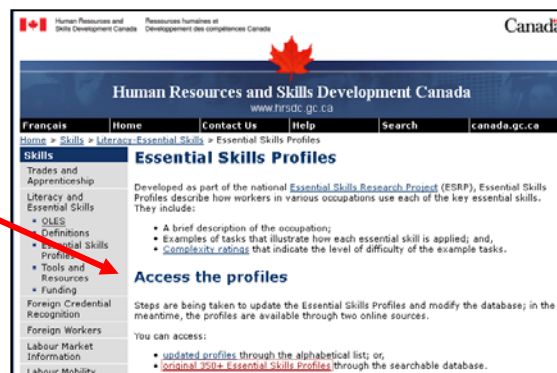 Human Resources and Skills Development Canada
Ressources humaines et Développement des compétences Canada
Canada
Human Resources and Skills Development Canada
www.hrsdc.gc.ca
Français Home Contact Us Help Search canada.gc.ca
Home > Skills > Literacy-Essential Skills > Essential Skills Profiles
Skills
Trades and
Apprenticeship
Literacy and
Essential Skills
OLES
Definitions
Essential Skills
Profiles
Tools and
Resources
Funding
Foreign Credential
Recognition
Foreign Workers
Labour Market
Information
Labour Mobility
Essential Skills Profiles
Developed as part of the national Essential Skills Research Project (ESRP), Essential Skills
Profiles describe how workers in various occupations use each of the key essential skills.
They include:
A brief description of the occupation;
Examples of tasks that illustrate how each essential skill is applied; and,
Complexity ratings that indicate the level of difficulty of the example tasks.
Access the profiles
Steps are being taken to update the Essential Skills Profiles and modify the database; in the
meantime, the profiles are available through two online sources.
You can access:
updated profiles through the alphabetical list; or,
original 350+ Essential Skills Profiles through the searchable database.